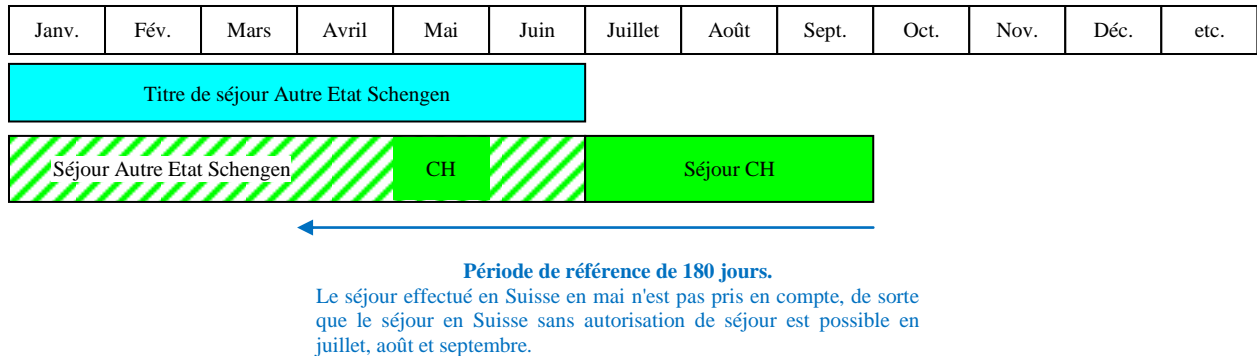 Janv. Fév. Mars Avril Mai Juin Juillet Août Sept. Oct. Nov. Déc. etc.
Titre de séjour Autre Etat Schengen
Séjour Autre Etat Schengen CH Séjour CH
Période de référence de 180 jours.
Le séjour effectué en Suisse en mai n'est pas pris en compte, de sorte
que le séjour en Suisse sans autorisation de séjour est possible en
juillet, août et septembre.